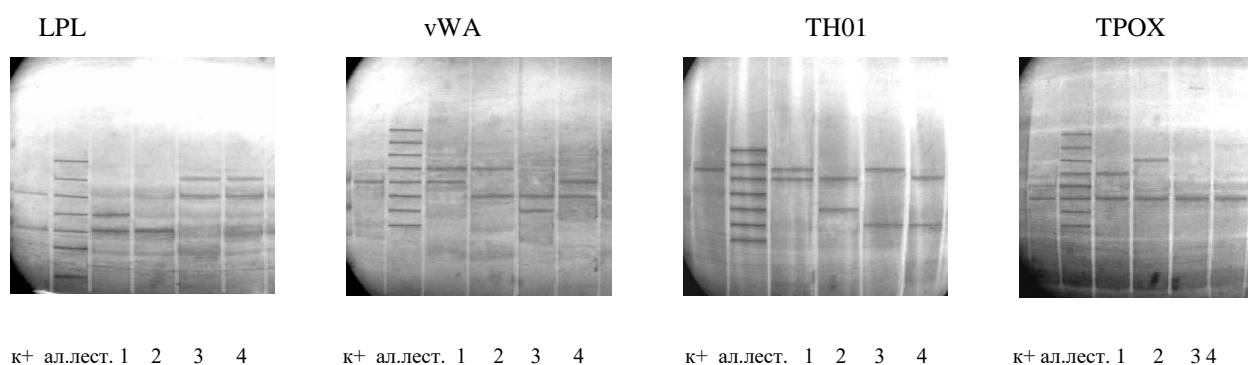 LPL vWA TH01 TPOX
к+ ал.лест. 1 2 3 4 к+ ал.лест. 1 2 3 4 к+ ал.лест. 1 2 3 4 к+ ал.лест. 1 2 3 4